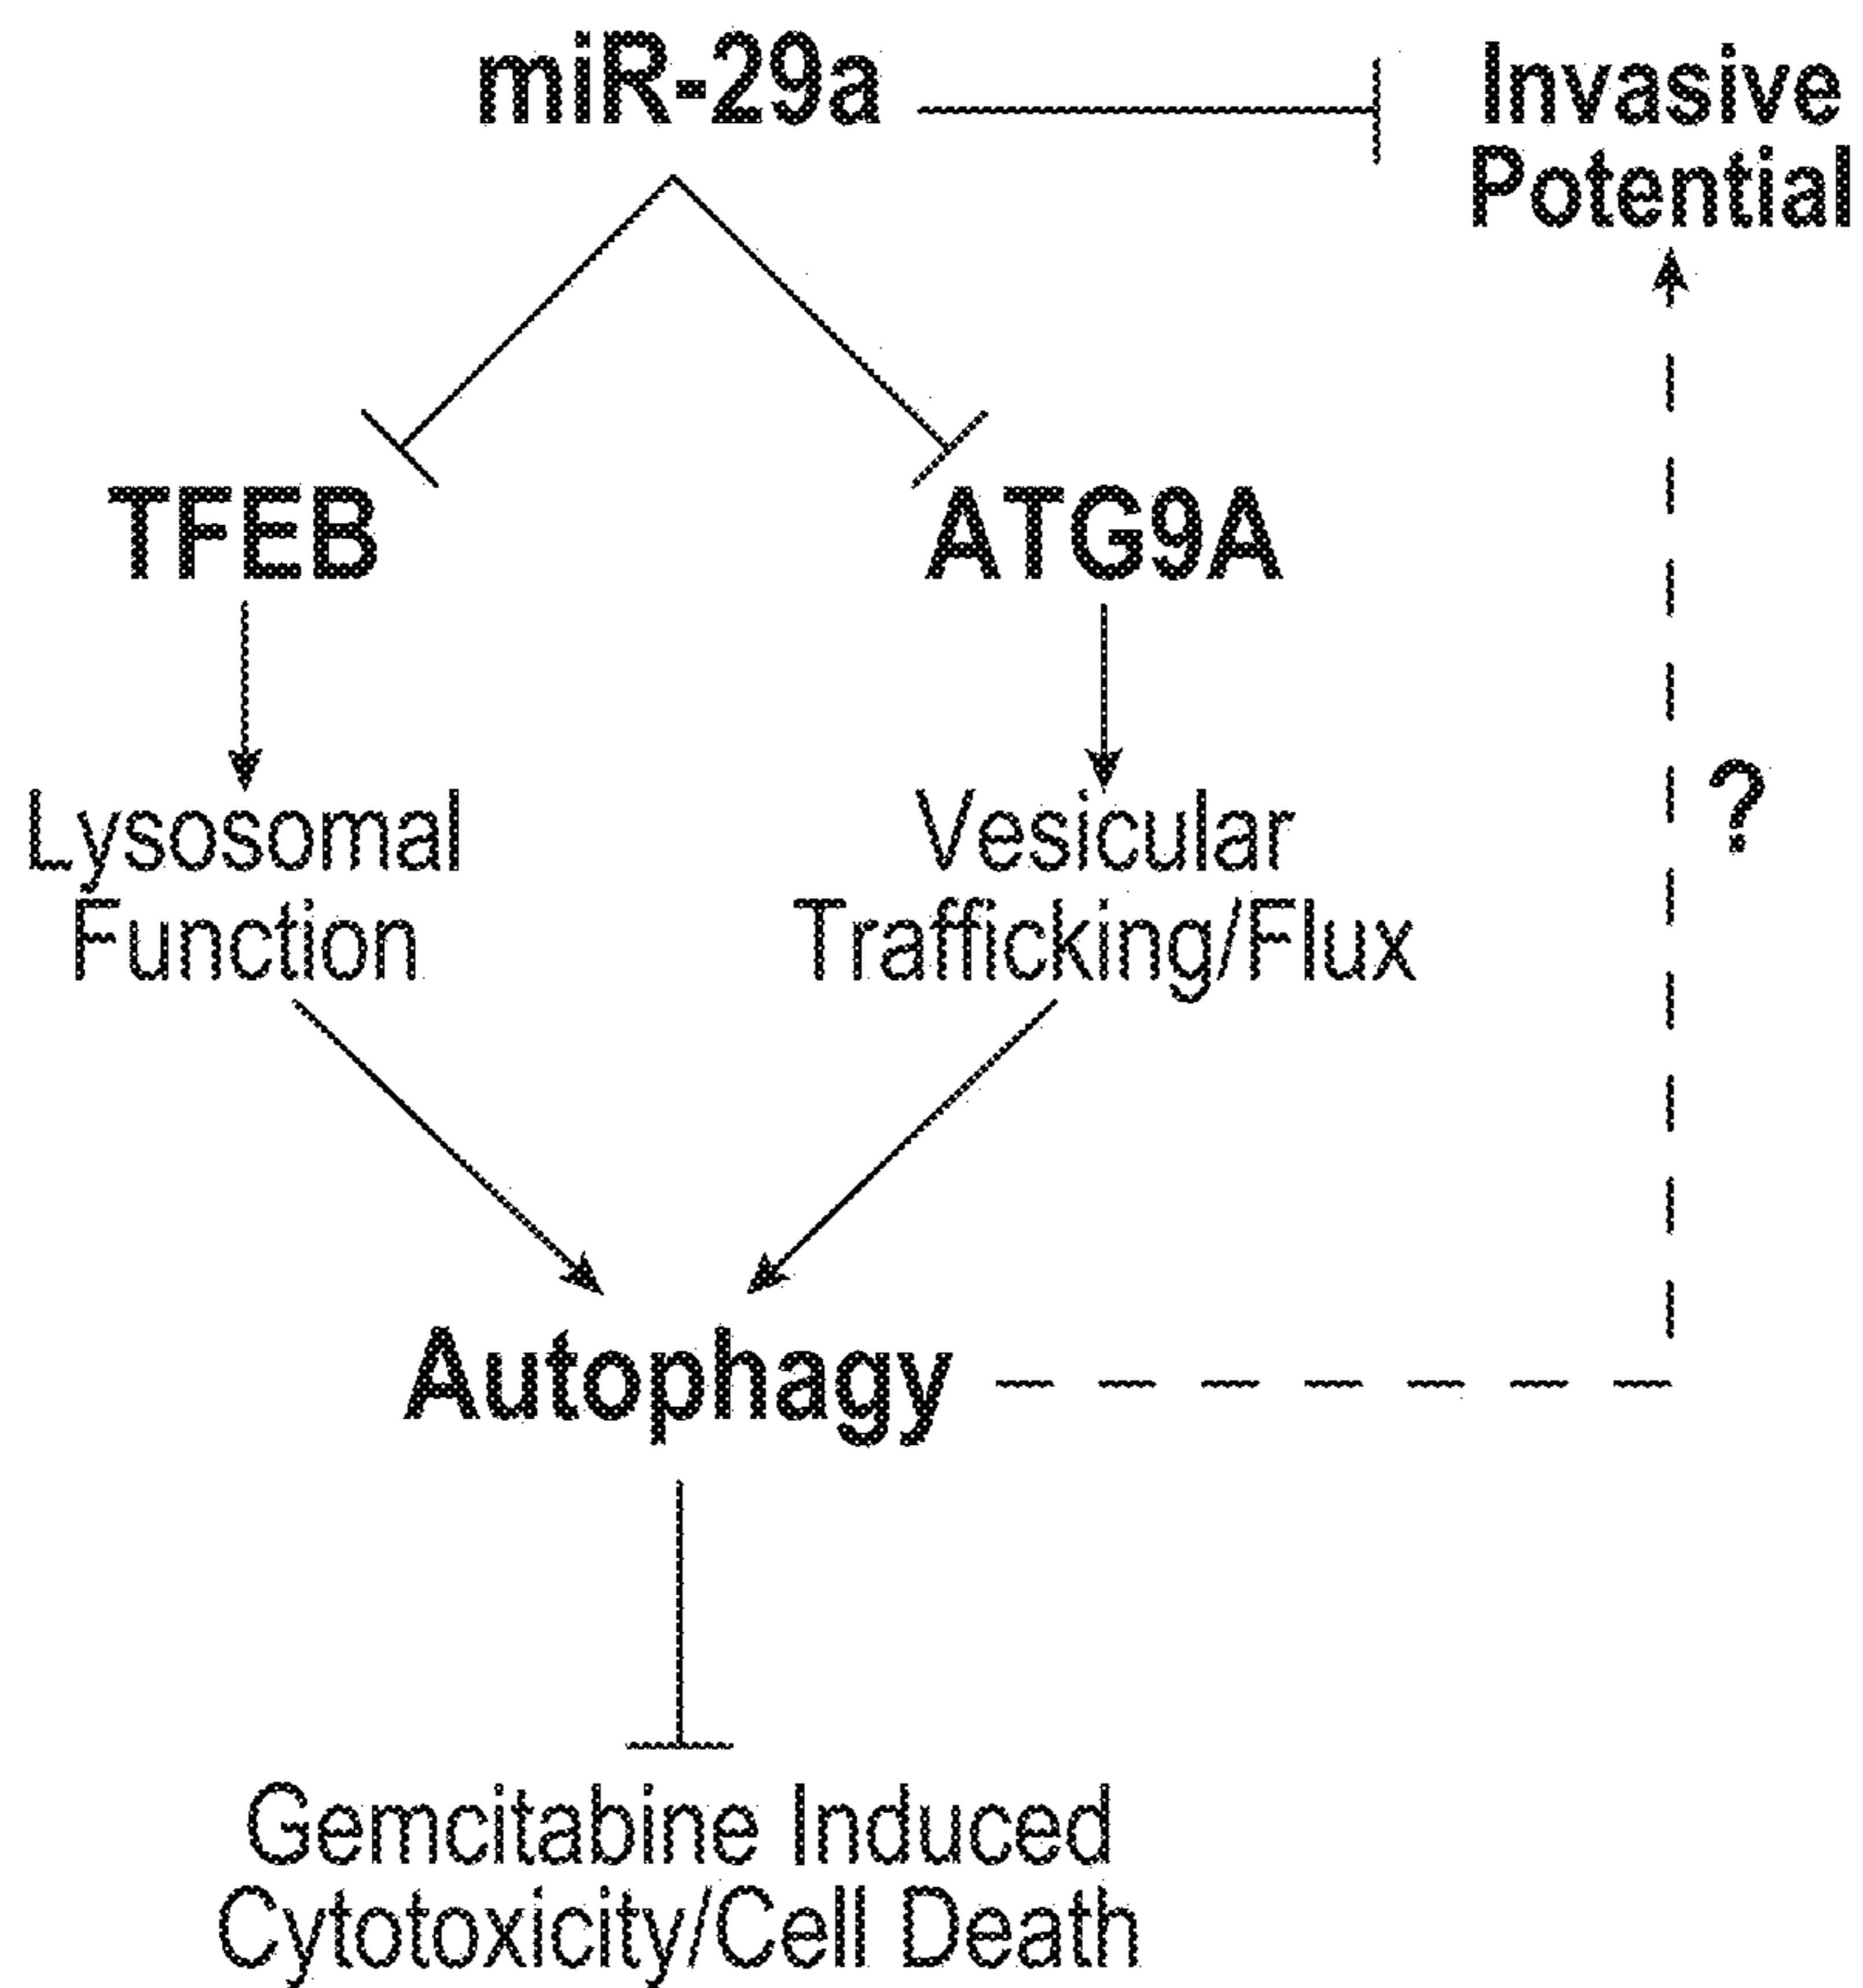 miR-29a
Invasive
Potential
TFEB
ATG9A
Lysosomal
Function
Vesicular
Trafficking/Flux
?
Autophagy
Gemcitabine Induced
Cytotoxicity/Cell Death